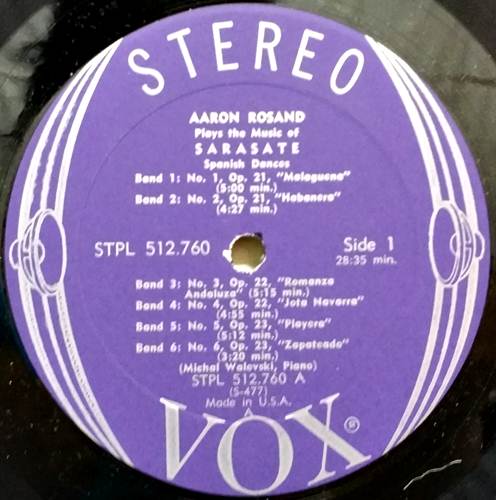 STEREO
AARON ROSAND
Plays the Music of
SARASATE
Spanish Dances
Band 1: No. 1, Op. 21, "Malaguena"
(5:00 min.)
Band 2: No. 2, Op. 21, "Habanera"
(4:27 min.)
STPL 512.760
Side 1
28:35 min.
Band 3: No. 3, Op. 22, "Romanza
Andaluza" (5:15 min.)
Band 4: No. 4, Op. 22, "Jota Navarra"
(4:55 min.)
Band 5: No. 5, Op. 23, "Playera"
(5:12 min.)
Band 6: No. 6, Op. 23, "Zapateado"
(3:20 min.)
(Michal Walevski, Piano)
STPL 512.760 A
(S-477)
Made in U.S.A.
A
VOX ®